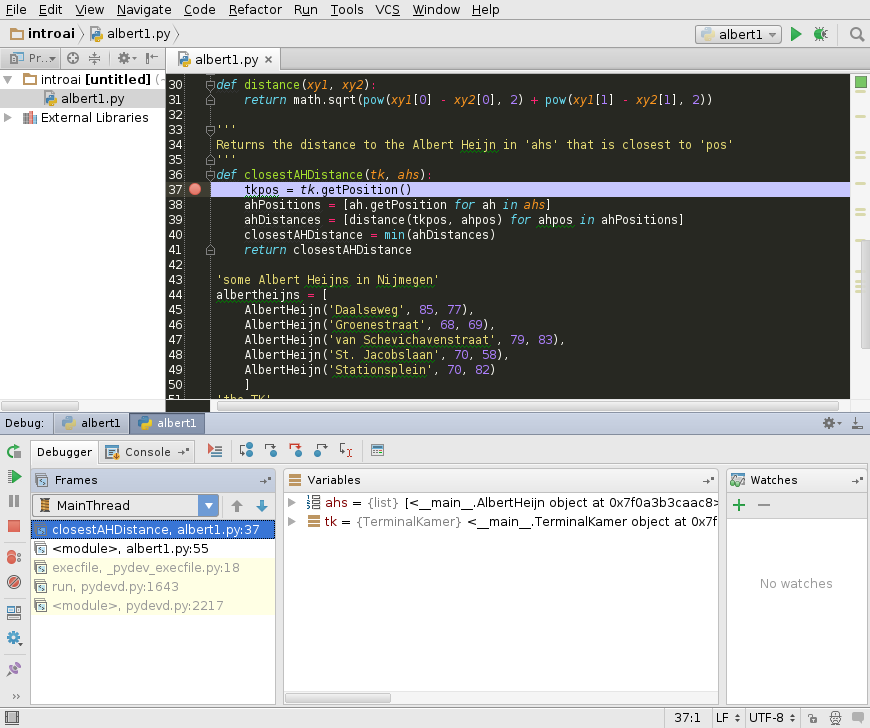 File Edit View Navigate Code Refactor Run Tools VCS Window Help
introai albert1.py albert1
Pr... albert1.py
introai [untitled] (
albert1.py
External Libraries
30 def distance(xy1, xy2):
31 return math.sqrt(pow(xy1[0] - xy2[0], 2) + pow(xy1[1] - xy2[1], 2))
32
33 '''
34 Returns the distance to the Albert Heijn in 'ahs' that is closest to 'pos'
35 '''
36 def closestAHDistance(tk, ahs):
37 tkpos = tk.getPosition()
38 ahPositions = [ah.getPosition for ah in ahs]
39 ahDistances = [distance(tkpos, ahpos) for ahpos in ahPositions]
40 closestAHDistance = min(ahDistances)
41 return closestAHDistance
42
43 'some Albert Heijns in Nijmegen'
44 albertheijns = [
45 AlbertHeijn('Daalseweg', 85, 77),
46 AlbertHeijn('Groenestraat', 68, 69),
47 AlbertHeijn('van Schevichavenstraat', 79, 83),
48 AlbertHeijn('St. Jacobslaan', 70, 58),
49 AlbertHeijn('Stationsplein', 70, 82)
50 ]
51 'the TK'
Debug: albert1 albert1
Debugger Console
Frames
MainThread
closestAHDistance, albert1.py:37
<module>, albert1.py:55
execfile, _pydev_execfile.py:18
run, pydevd.py:1643
<module>, pydevd.py:2217
Variables
ahs = {list} [<__main__.AlbertHeijn object at 0x7f0a3b3caac8>
tk = {TerminalKamer} <__main__.TerminalKamer object at 0x7f
Watches
No watches
37:1 LF UTF-8